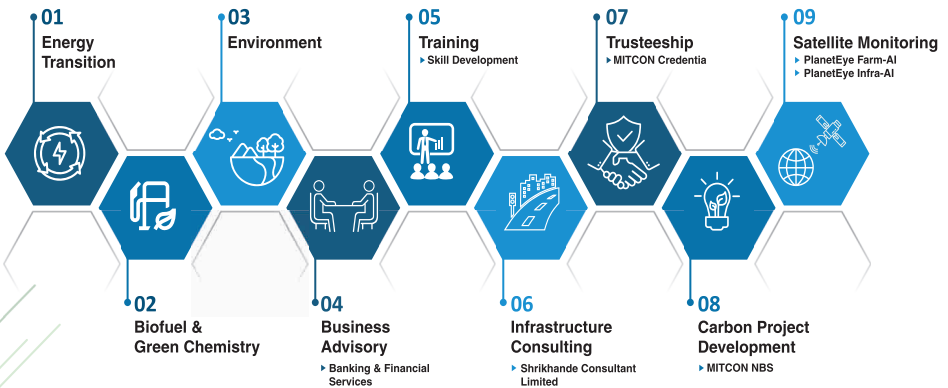 01
Energy
Transition
02
Biofuel &
Green Chemistry
03
Environment
04
Business
Advisory
Banking & Financial
Services
05
Training
Skill Development
06
Infrastructure
Consulting
Shrikhande Consultant
Limited
07
Trusteeship
MITCON Credentia
08
Carbon Project
Development
MITCON NBS
09
Satellite Monitoring
PlanetEye Farm-AI
PlanetEye Infra-AI